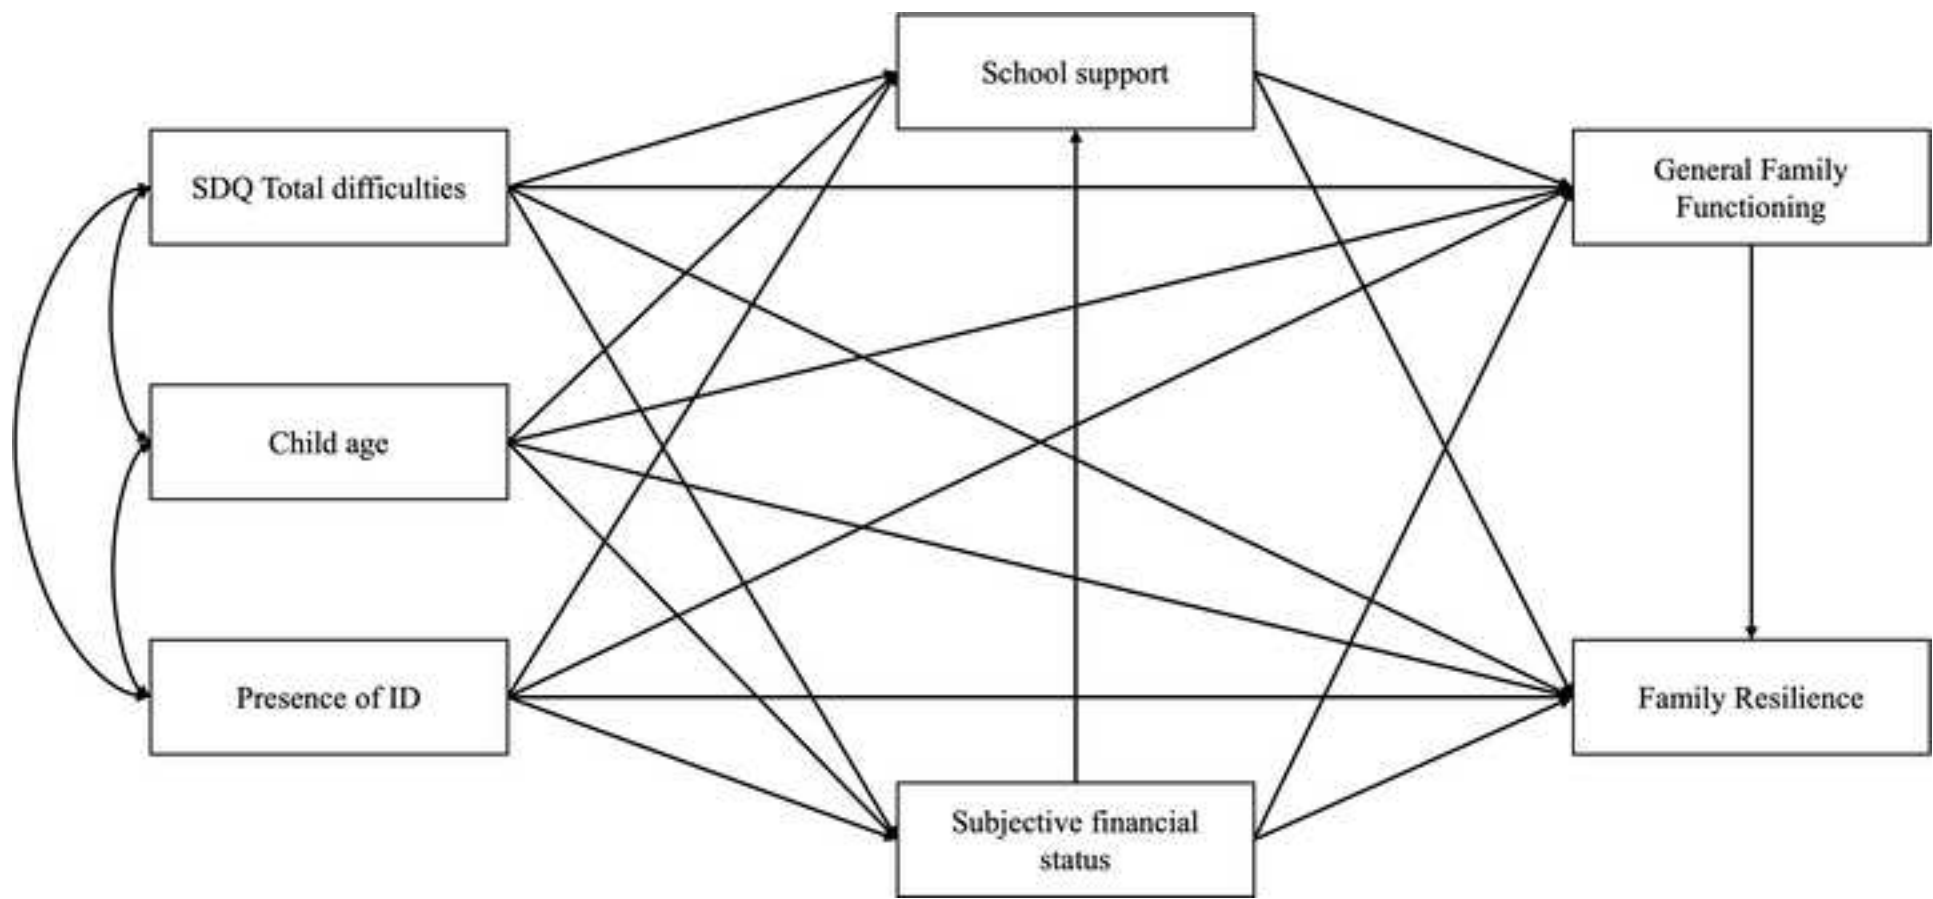 School support
SDQ Total difficulties
General Family
Functioning
Child age
Presence of ID
Family Resilience
Subjective financial
status